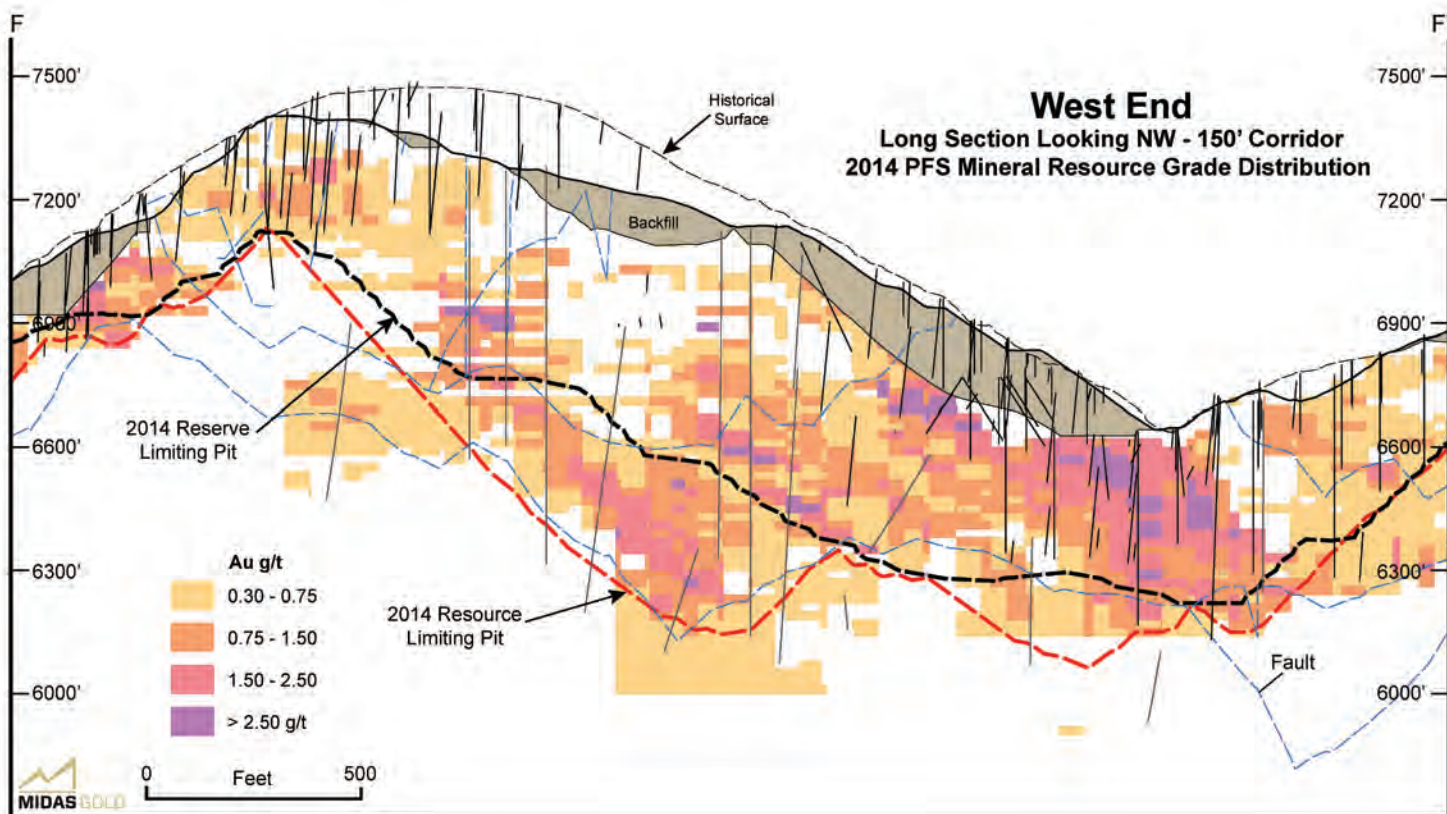 F
F
7500'
7500'
West End
Long Section Looking NW - 150' Corridor
2014 PFS Mineral Resource Grade Distribution
Historical
Surface
7200'
7200'
Backfill
6900'
6900'
2014 Reserve
Limiting Pit
6600'
6600'
Au g/t
0.30 - 0.75
0.75 - 1.50
1.50 - 2.50
> 2.50 g/t
6300'
6300'
2014 Resource
Limiting Pit
Fault
6000'
6000'
0
Feet
500
MIDAS GOLD